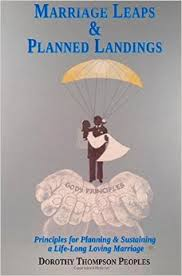 MARRIAGE LEAPS
&
PLANNED LANDINGS
GOD'S PRINCIPLES
Principles for Planning & Sustaining
a Life-Long Loving Marriage
DOROTHY THOMPSON PEOPLES